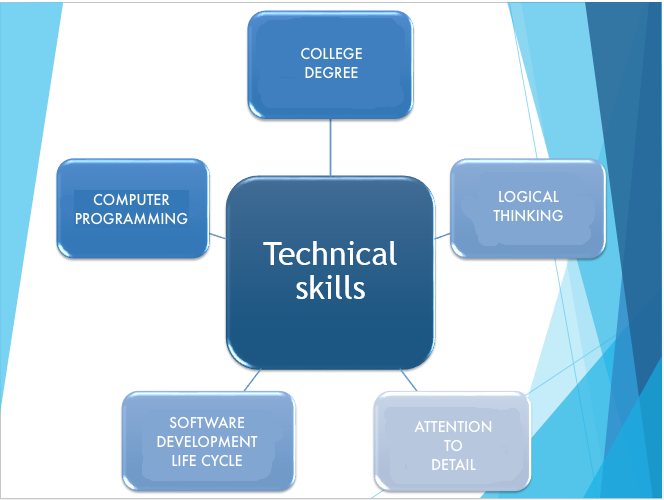 COLLEGE
DEGREE
COMPUTER
PROGRAMMING
LOGICAL
THINKING
Technical
skills
SOFTWARE
DEVELOPMENT
LIFE CYCLE
ATTENTION
TO
DETAIL